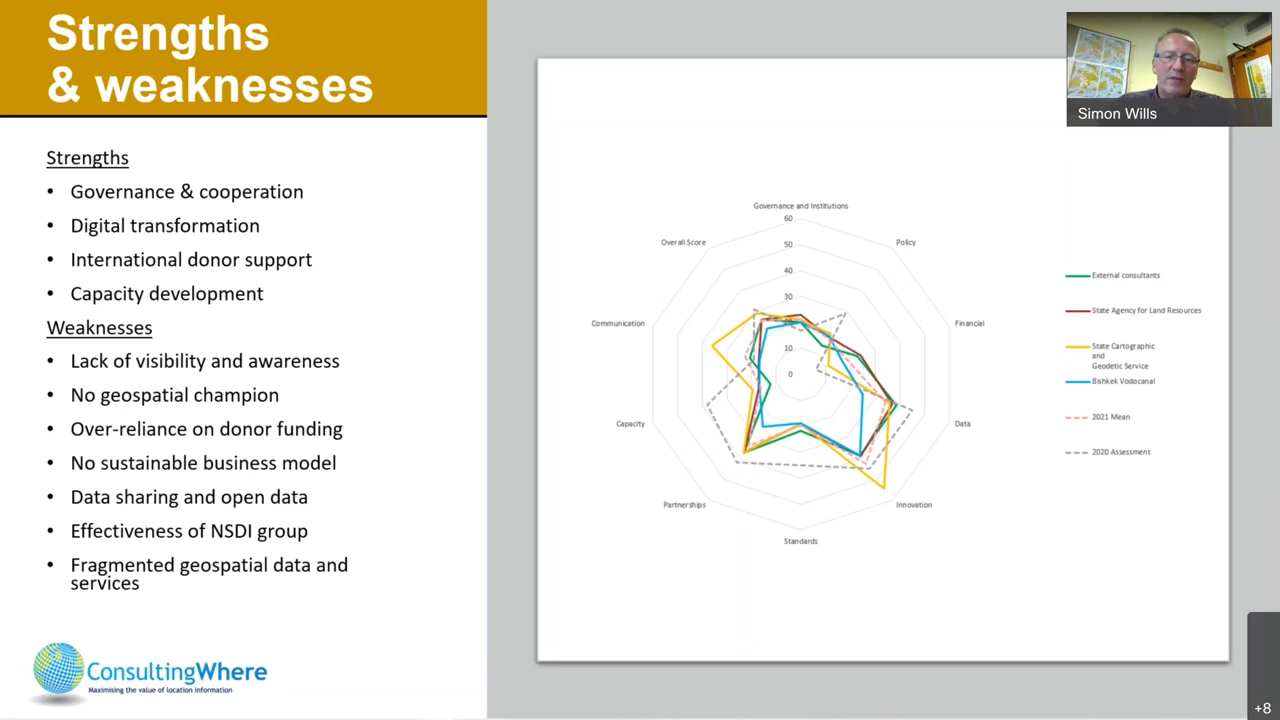 Strengths
& weaknesses
Strengths
• Governance & cooperation
• Digital transformation
• International donor support
• Capacity development
Weaknesses
• Lack of visibility and awareness
• No geospatial champion
• Over-reliance on donor funding
• No sustainable business model
• Data sharing and open data
• Effectiveness of NSDI group
• Fragmented geospatial data and
services
ConsultingWhere
Maximising the value of location information
Governance and Institutions
60
50
40
30
10
0
Policy
Financial
Data
Innovation
Standards
Partnerships
Capacity
Communication
Overall Score
External consultants
State Agency for Land Resources
State Cartographic
and
Geodetic Service
Bishkek Vodocanal
2021 Mean
2020 Assessment
Simon Wills
+8